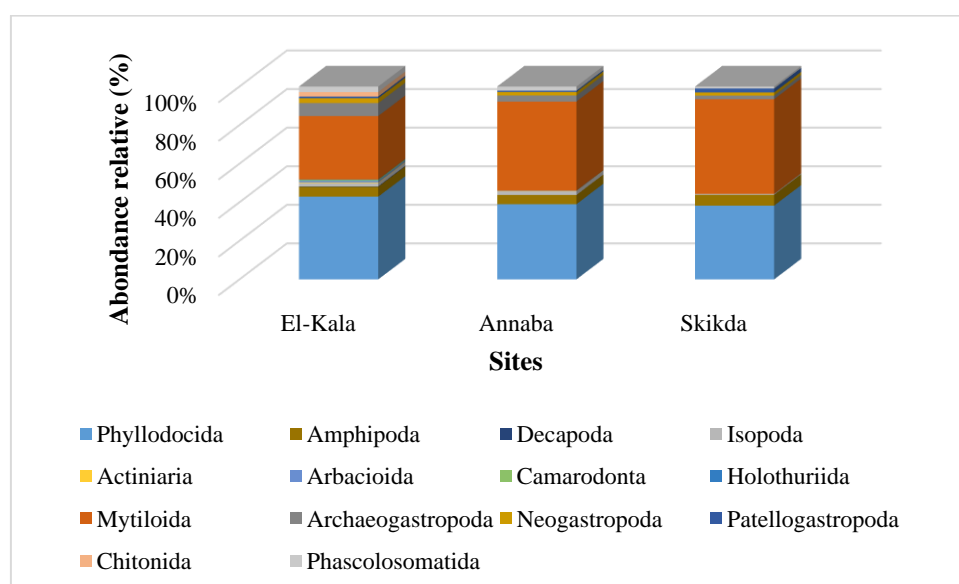 Abondance relative (%)
100%
80%
60%
40%
20%
0%
El-Kala Annaba Skikda
Sites
Phyllodocida Amphipoda Decapoda Isopoda
Actiniaria Arbacioida Camarodonta Holothuriida
Mytiloida Archaeogastropoda Neogastropoda Patellogastropoda
Chitonida Phascolosomatida